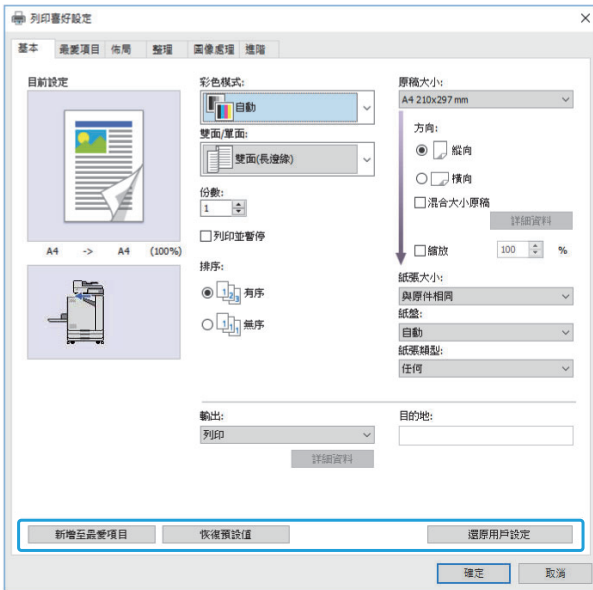 列印喜好設定
基本 最愛項目 佈局 整理 圖像處理 進階
目前設定
A4 -> A4 (100%)
彩色模式:
自動
雙面/單面:
雙面(長邊緣)
份數:
1
列印並暫停
排序:
1 2 3 有序
1 1 1 無序
原稿大小:
A4 210x297 mm
方向:
縱向
橫向
混合大小原稿
詳細資料
縮放 100 %
紙張大小:
與原件相同
紙盤:
自動
紙張類型:
任何
輸出:
列印
詳細資料
目的地:
新增至最愛項目 恢復預設值 還原用戶設定
確定 取消